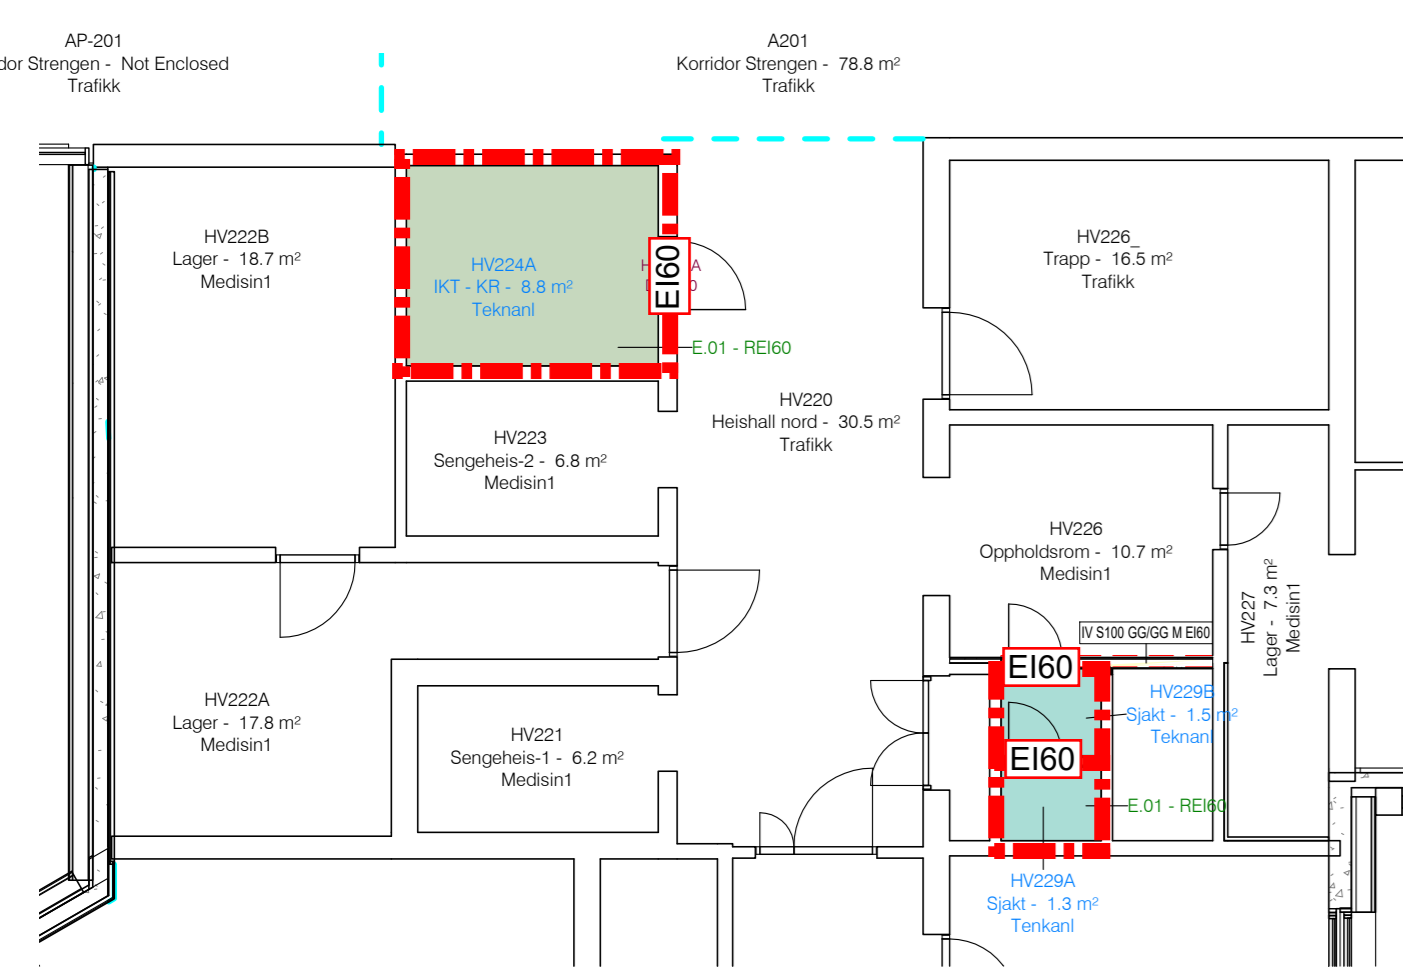 AP-201
dor Strengen - Not Enclosed
Trafikk
A201
Korridor Strengen - 78.8 m²
Trafikk
HV222B
Lager - 18.7 m²
Medisin1
HV224A
IKT - KR - 8.8 m²
Teknanl
EI60
E.01 - REI60
HV226_
Trapp - 16.5 m²
Trafikk
HV220
Heishall nord - 30.5 m²
Trafikk
HV223
Sengeheis-2 - 6.8 m²
Medisin1
HV226
Oppholdsrom - 10.7 m²
Medisin1
HV227
Lager - 7.3 m²
Medisin1
IV S100 GG/GG M EI60
EI60
HV229B
Sjakt - 1.5 m²
Teknanl
HV222A
Lager - 17.8 m²
Medisin1
HV221
Sengeheis-1 - 6.2 m²
Medisin1
EI60
E.01 - REI60
HV229A
Sjakt - 1.3 m²
Tenkanl